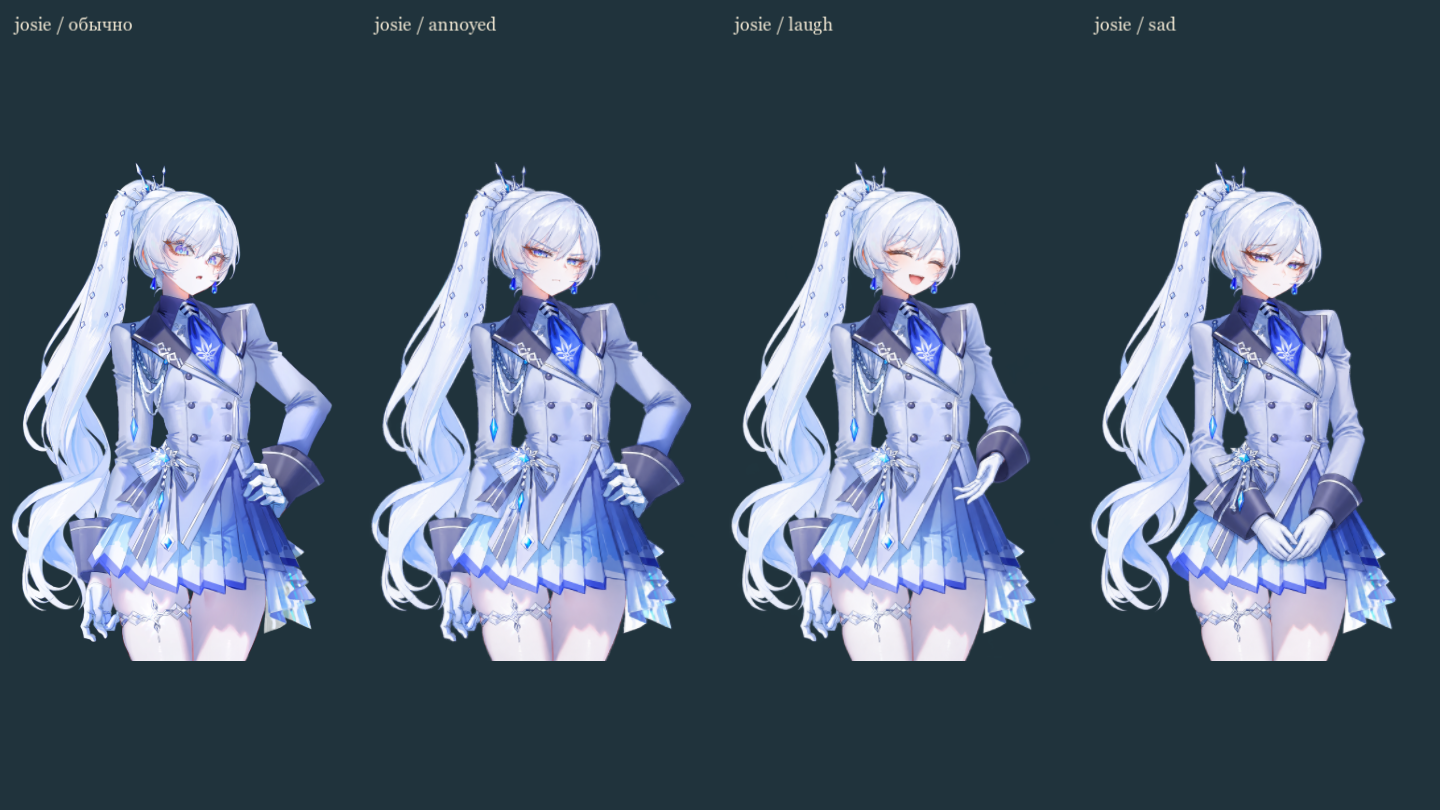 josie / обычно
josie / annoyed
josie / laugh
josie / sad